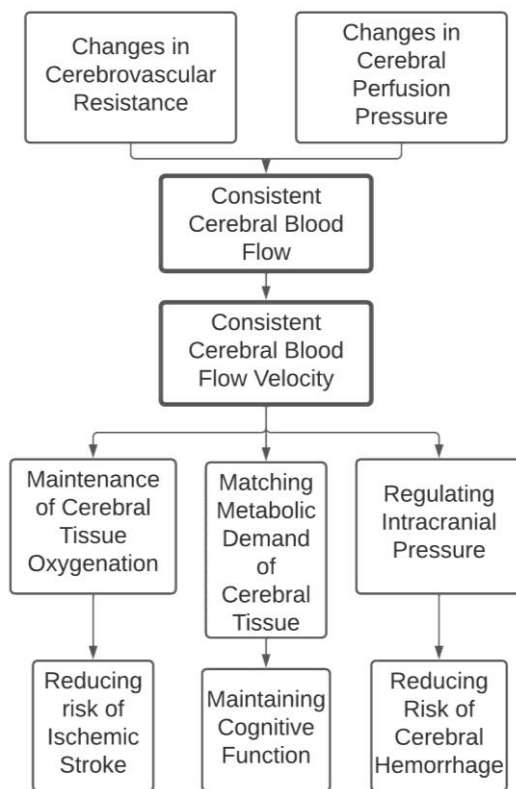 Changes in
Cerebrovascular
Resistance
Changes in
Cerebral
Perfusion
Pressure
Consistent
Cerebral Blood
Flow
Consistent
Cerebral Blood
Flow Velocity
Maintenance
of Cerebral
Tissue
Oxygenation
Matching
Metabolic
Demand
of
Cerebral
Tissue
Regulating
Intracranial
Pressure
Reducing
risk of
Ischemic
Stroke
Maintaining
Cognitive
Function
Reducing
Risk of
Cerebral
Hemorrhage